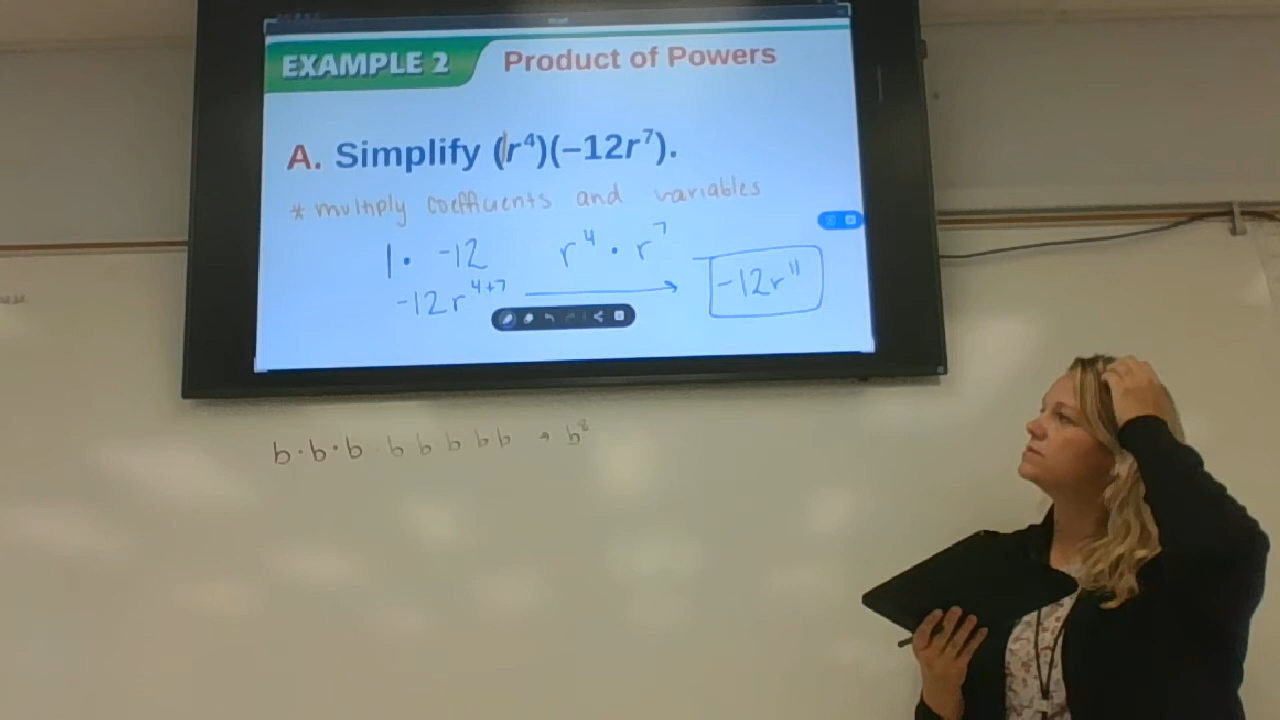 EXAMPLE 2 Product of Powers
A. Simplify (r⁴)(–12r⁷).
* multiply coefficients and variables
1 · -12 r⁴ · r⁷
-12r⁴⁺⁷ → -12r¹¹
b·b·b b b b b b → b⁸